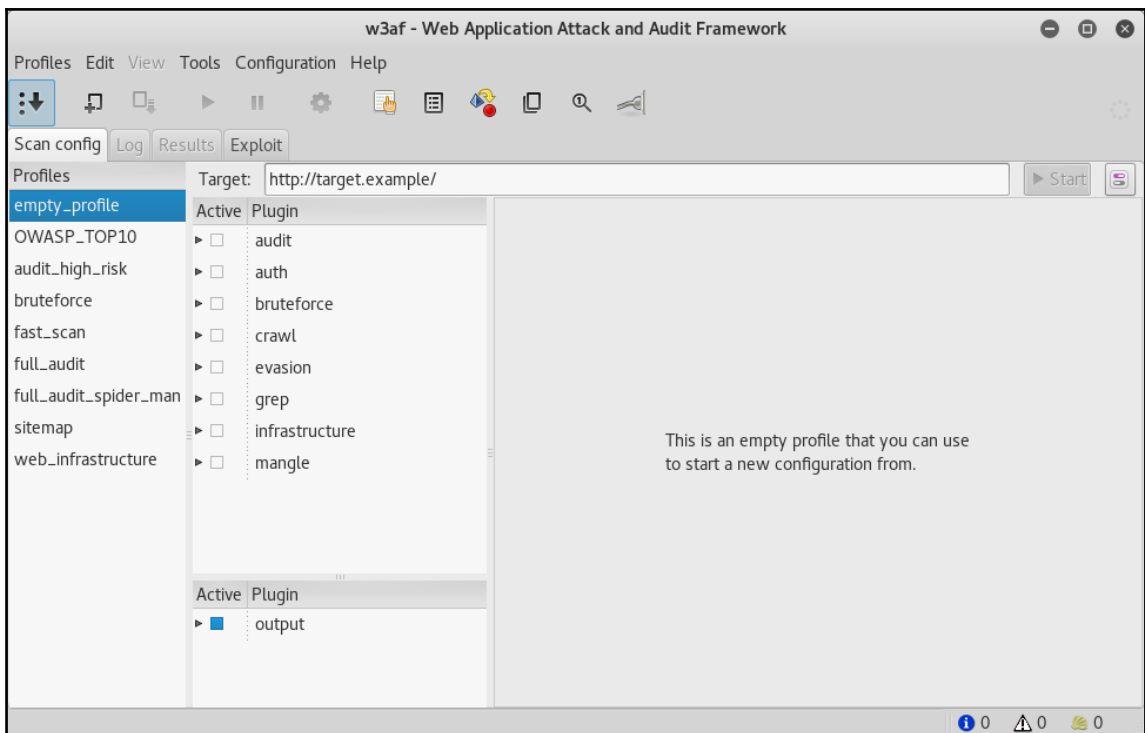 w3af - Web Application Attack and Audit Framework
Profiles Edit View Tools Configuration Help
Scan config Log Results Exploit
Profiles
empty_profile
OWASP_TOP10
audit_high_risk
bruteforce
fast_scan
full_audit
full_audit_spider_man
sitemap
web_infrastructure
Target: http://target.example/ Start
Active Plugin
audit
auth
bruteforce
crawl
evasion
grep
infrastructure
mangle
Active Plugin
output
This is an empty profile that you can use
to start a new configuration from.
0 0 0